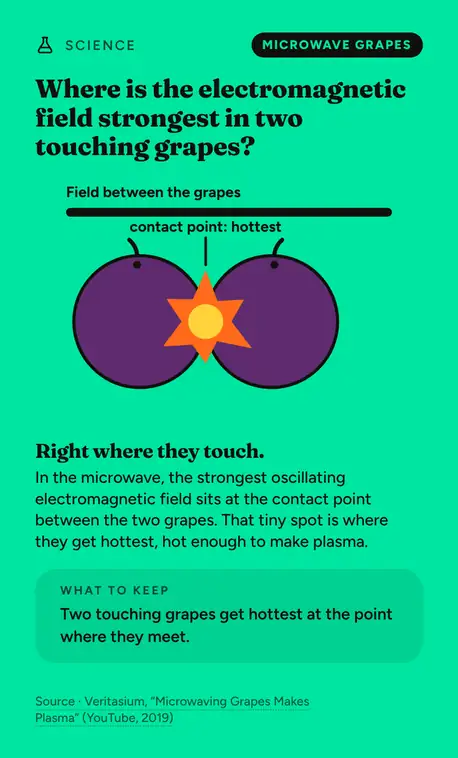 SCIENCE
MICROWAVE GRAPES
Where is the electromagnetic
field strongest in two
touching grapes?
Field between the grapes
contact point: hottest
Right where they touch.
In the microwave, the strongest oscillating
electromagnetic field sits at the contact point
between the two grapes. That tiny spot is where
they get hottest, hot enough to make plasma.
WHAT TO KEEP
Two touching grapes get hottest at the point
where they meet.
Source · Veritasium, “Microwaving Grapes Makes
Plasma” (YouTube, 2019)